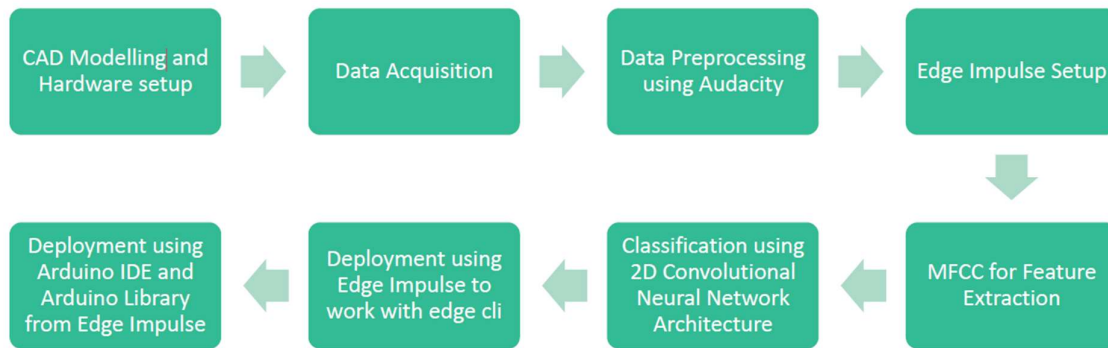 CAD Modelling and
Hardware setup
Data Acquisition
Data Preprocessing
using Audacity
Edge Impulse Setup
MFCC for Feature
Extraction
Classification using
2D Convolutional
Neural Network
Architecture
Deployment using
Edge Impulse to
work with edge cli
Deployment using
Arduino IDE and
Arduino Library
from Edge Impulse